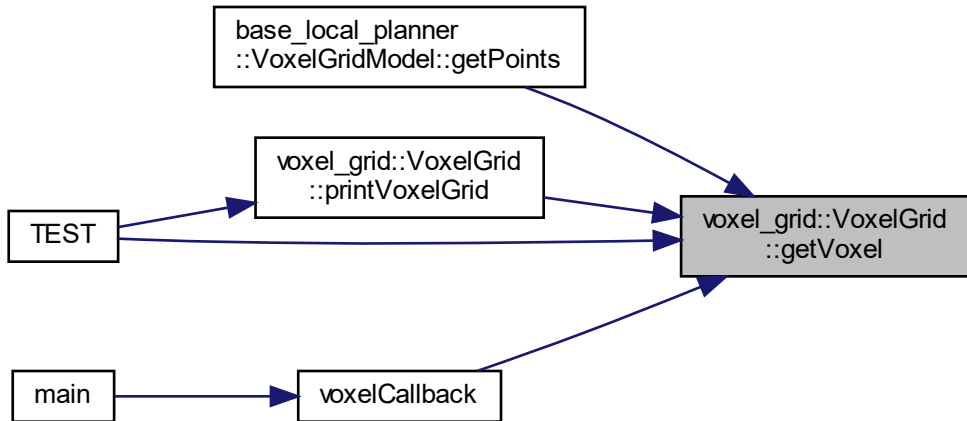 base_local_planner
::VoxelGridModel::getPoints
voxel_grid::VoxelGrid
::printVoxelGrid
TEST
voxel_grid::VoxelGrid
::getVoxel
main
voxelCallback